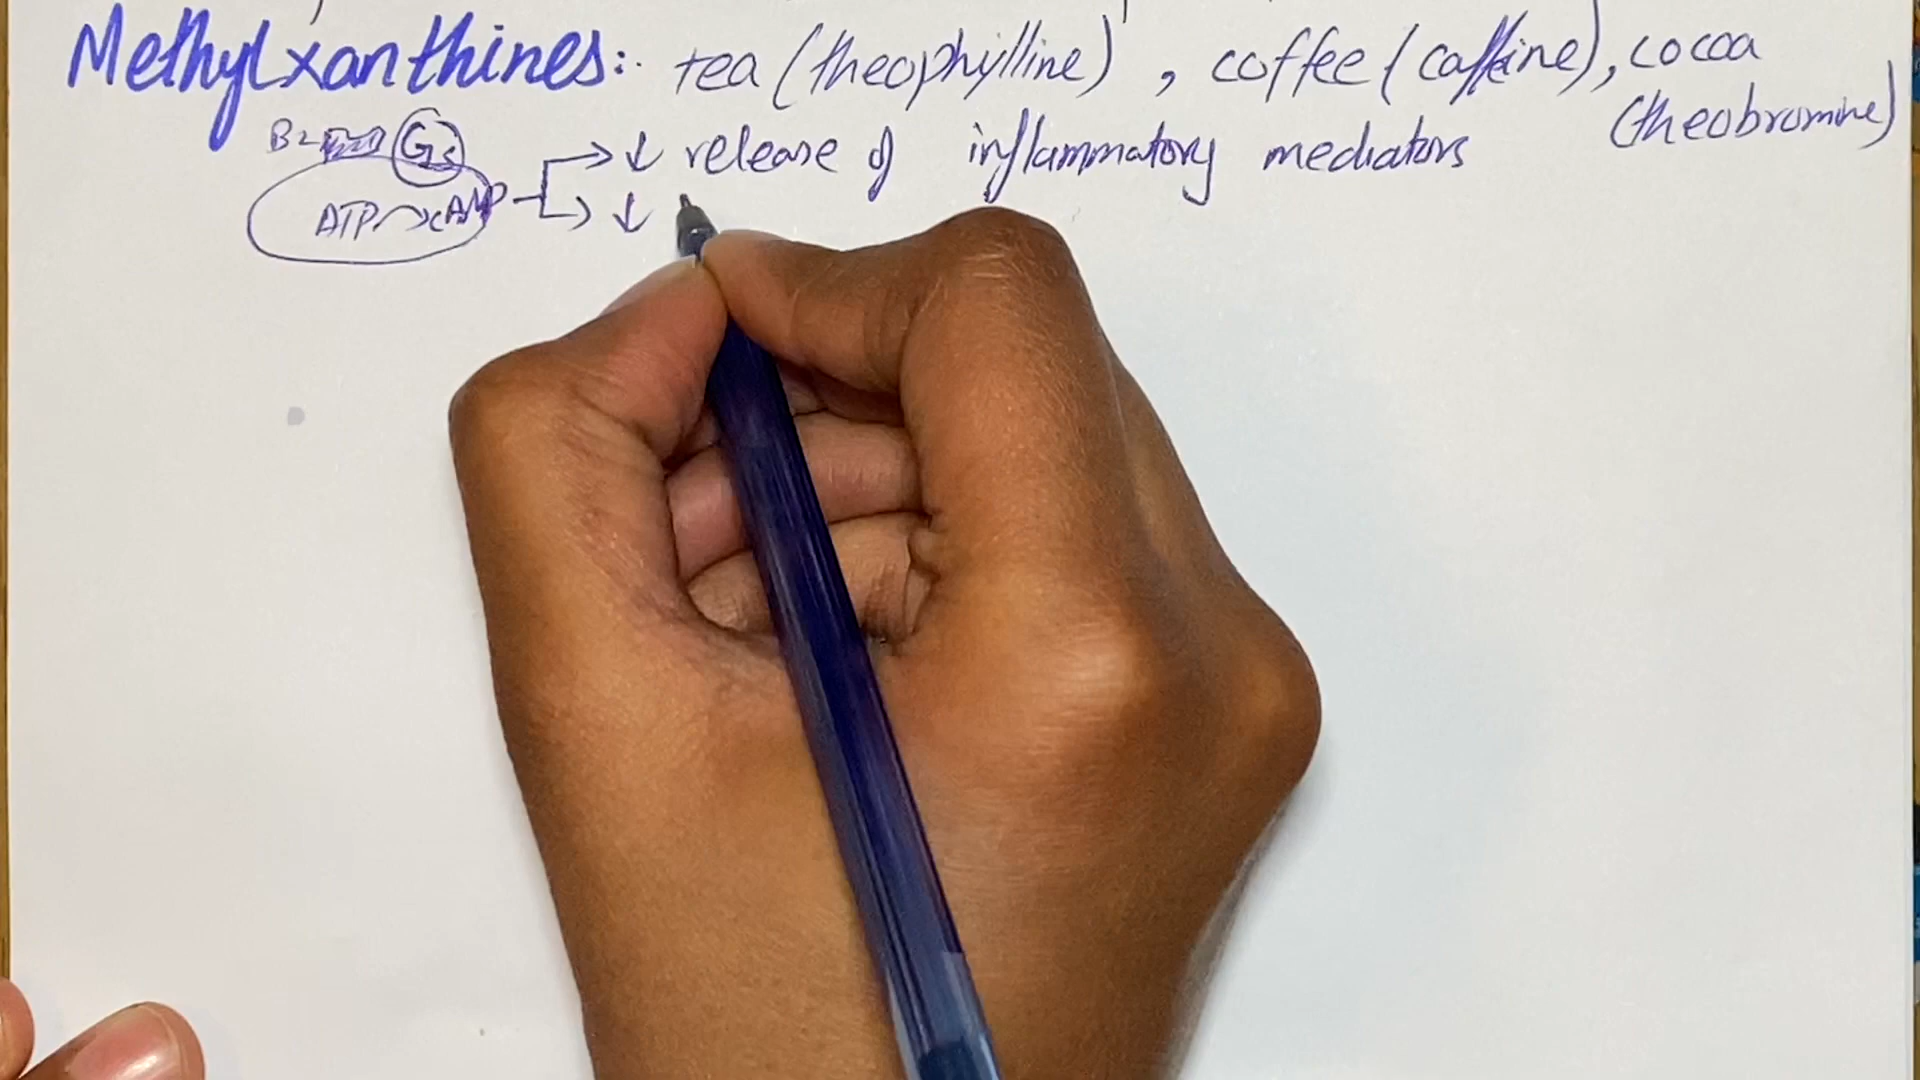 Methylxanthines:- tea (theophylline), coffee (caffeine), cocoa (theobromine)
B2 Gs → ↓ release of inflammatory mediators
ATP → cAMP → ↓